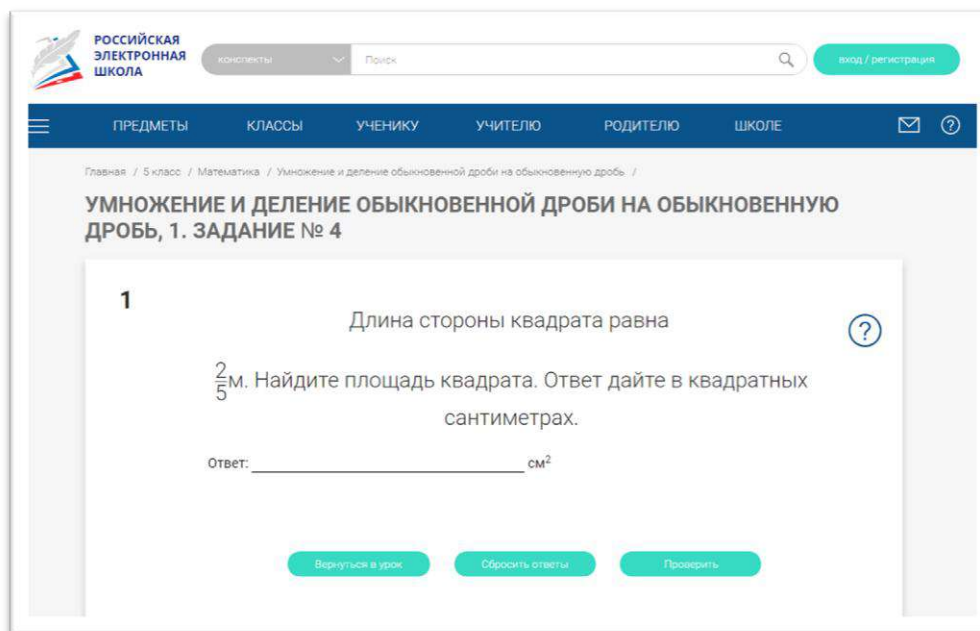 РОССИЙСКАЯ
ЭЛЕКТРОННАЯ
ШКОЛА
конспекты
Поиск
вход / регистрация
ПРЕДМЕТЫ КЛАССЫ УЧЕНИКУ УЧИТЕЛЮ РОДИТЕЛЮ ШКОЛЕ
Главная / 5 класс / Математика / Умножение и деление обыкновенной дроби на обыкновенную дробь /
УМНОЖЕНИЕ И ДЕЛЕНИЕ ОБЫКНОВЕННОЙ ДРОБИ НА ОБЫКНОВЕННУЮ
ДРОБЬ, 1. ЗАДАНИЕ № 4
1
Длина стороны квадрата равна
2/5м. Найдите площадь квадрата. Ответ дайте в квадратных
сантиметрах.
Ответ: ____________________ см²
Вернуться в урок Сбросить ответы Проверить